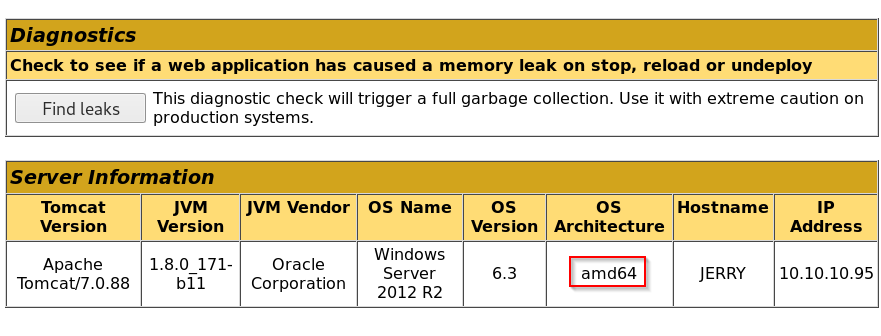 Diagnostics
Check to see if a web application has caused a memory leak on stop, reload or undeploy
Find leaks
This diagnostic check will trigger a full garbage collection. Use it with extreme caution on
production systems.
Server Information
Tomcat
Version
JVM
Version
JVM Vendor
OS Name
OS
Version
OS
Architecture
Hostname
IP
Address
Apache
Tomcat/7.0.88
1.8.0_171-
b11
Oracle
Corporation
Windows
Server
2012 R2
6.3
amd64
JERRY
10.10.10.95